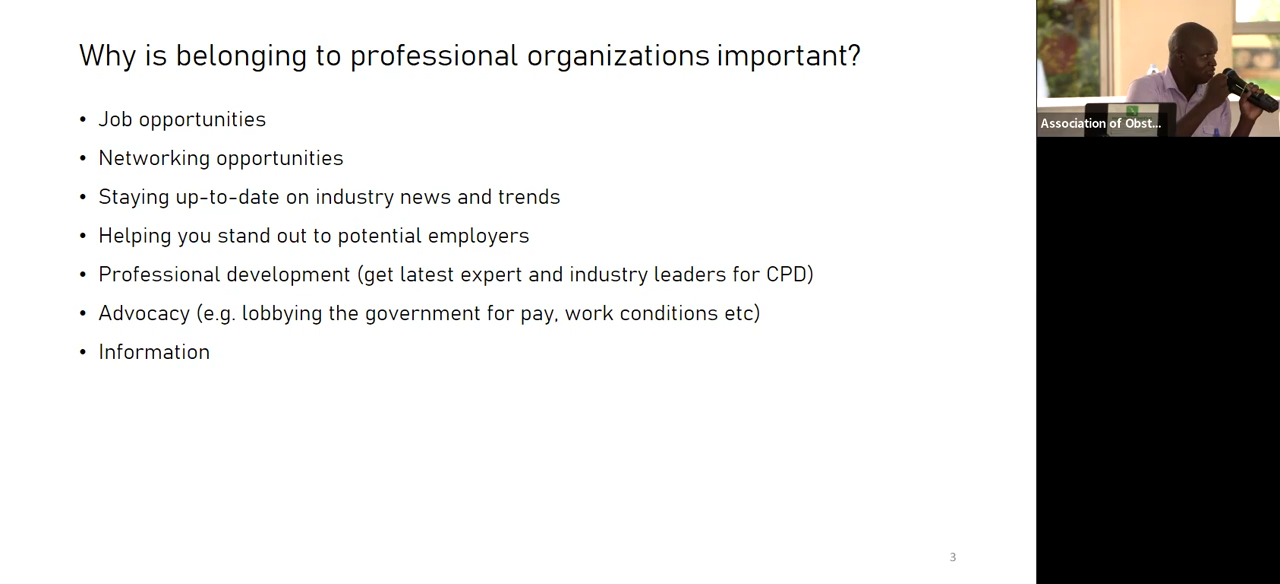 Why is belonging to professional organizations important?
• Job opportunities
• Networking opportunities
• Staying up-to-date on industry news and trends
• Helping you stand out to potential employers
• Professional development (get latest expert and industry leaders for CPD)
• Advocacy (e.g. lobbying the government for pay, work conditions etc)
• Information
3
Association of Obst...